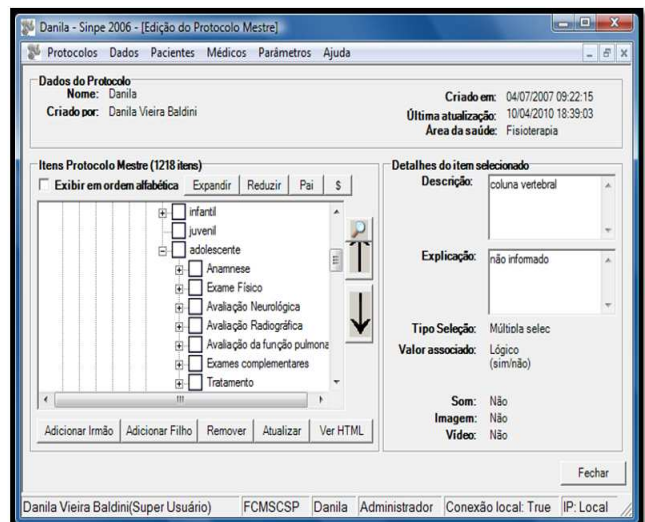 Danila - Sinpe 2006 - [Edição do Protocolo Mestre]
Protocolos Dados Pacientes Médicos Parâmetros Ajuda
Dados do Protocolo
Nome: Danila
Criado por: Danila Vieira Baldini
Criado em: 04/07/2007 09:22:15
Última atualização: 10/04/2010 18:39:03
Área da saúde: Fisioterapia
Itens Protocolo Mestre (1218 itens)
Exibir em ordem alfabética Expandir Reduzir Pai $
infantil
juvenil
adolescente
Anamnese
Exame Físico
Avaliação Neurológica
Avaliação Radiográfica
Avaliação da função pulmona
Exames complementares
Tratamento
Adicionar Irmão Adicionar Filho Remover Atualizar Ver HTML
Detalhes do item selecionado
Descrição: coluna vertebral
Explicação: não informado
Tipo Seleção: Múltipla selec
Valor associado: Lógico
(sim/não)
Som: Não
Imagem: Não
Vídeo: Não
Fechar
Danila Vieira Baldini(Super Usuário) FCMSCSP Danila Administrador Conexão local: True IP: Local